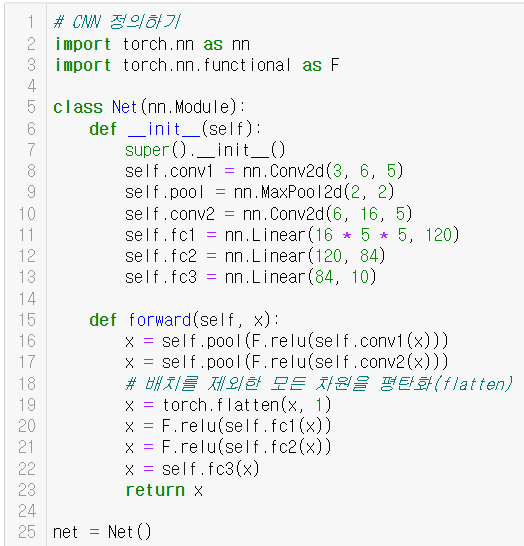 1 # CNN 정의하기
2 import torch.nn as nn
3 import torch.nn.functional as F
4
5 class Net(nn.Module):
6     def __init__(self):
7         super().__init__()
8         self.conv1 = nn.Conv2d(3, 6, 5)
9         self.pool = nn.MaxPool2d(2, 2)
10         self.conv2 = nn.Conv2d(6, 16, 5)
11         self.fc1 = nn.Linear(16 * 5 * 5, 120)
12         self.fc2 = nn.Linear(120, 84)
13         self.fc3 = nn.Linear(84, 10)
14
15     def forward(self, x):
16         x = self.pool(F.relu(self.conv1(x)))
17         x = self.pool(F.relu(self.conv2(x)))
18         # 배치를 제외한 모든 차원을 평탄화(flatten)
19         x = torch.flatten(x, 1)
20         x = F.relu(self.fc1(x))
21         x = F.relu(self.fc2(x))
22         x = self.fc3(x)
23         return x
24
25 net = Net()